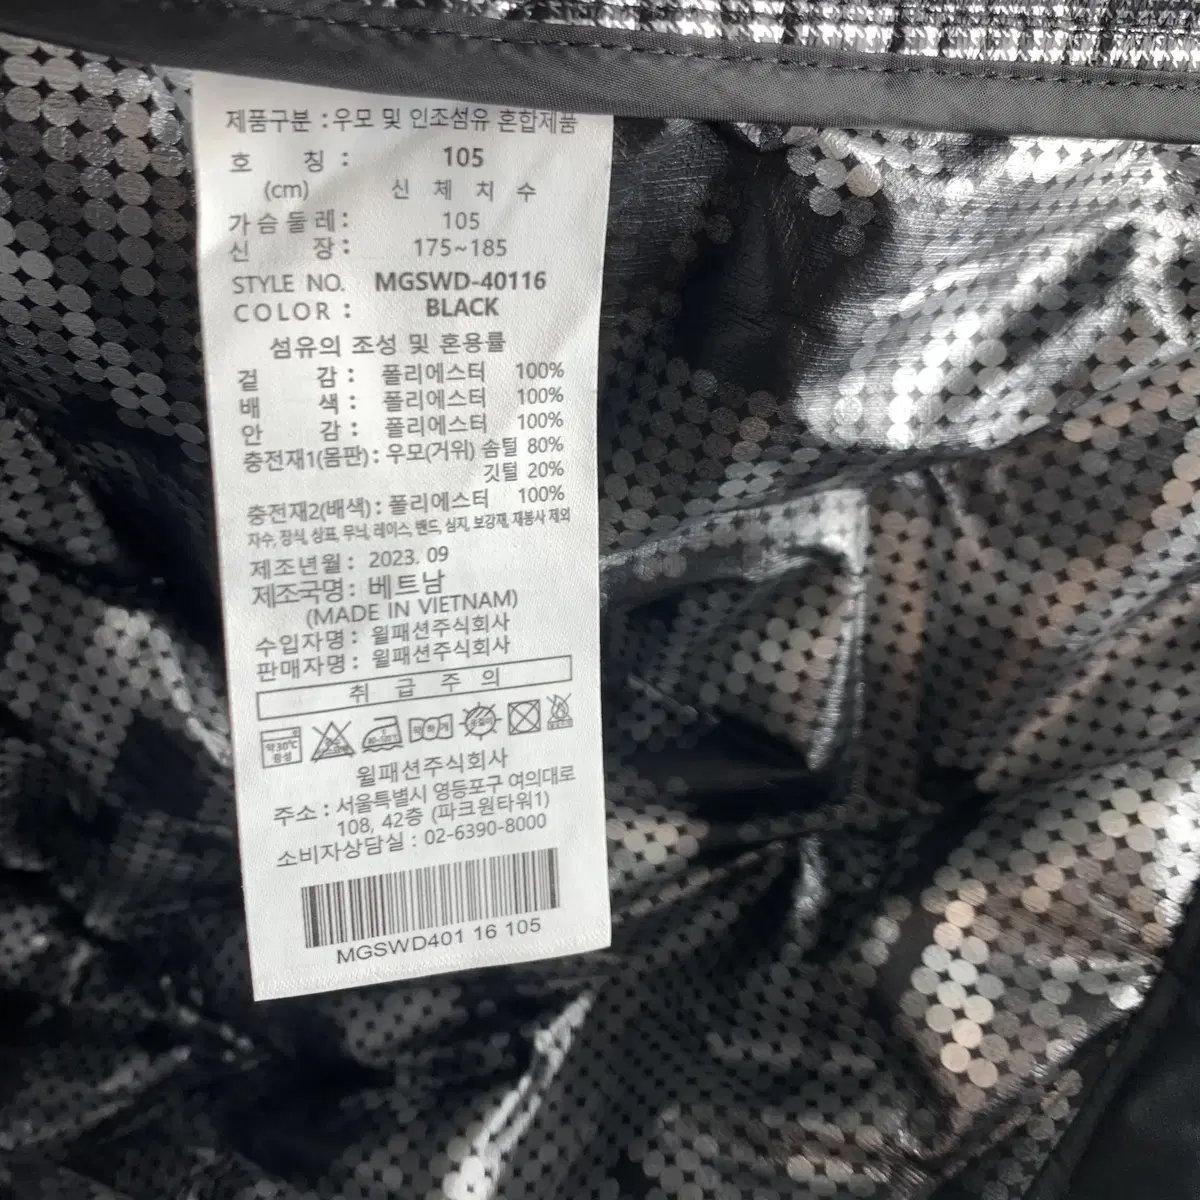 제품구분 : 우모 및 인조섬유 혼합제품
호 칭 : 105
(cm) 신 체 치 수
가슴둘레 : 105
신 장 : 175~185
STYLE NO. MGSWD-40116
COLOR : BLACK
섬유의 조성 및 혼용률
겉 감 : 폴리에스터 100%
배 색 : 폴리에스터 100%
안 감 : 폴리에스터 100%
충전재1(몸판) : 우모(거위) 솜털 80%
깃털 20%
충전재2(배색) : 폴리에스터 100%
자수, 장식, 상표, 무늬, 레이스, 밴드, 심지, 보강재, 재봉사 제외
제조년월 : 2023. 09
제조국명 : 베트남
(MADE IN VIETNAM)
수입자명 : 윌패션주식회사
판매자명 : 윌패션주식회사
취 급 주 의
약30℃ 중성
윌패션주식회사
주소 : 서울특별시 영등포구 여의대로
108, 42층 (파크원타워1)
소비자상담실 : 02-6390-8000
MGSWD401 16 105